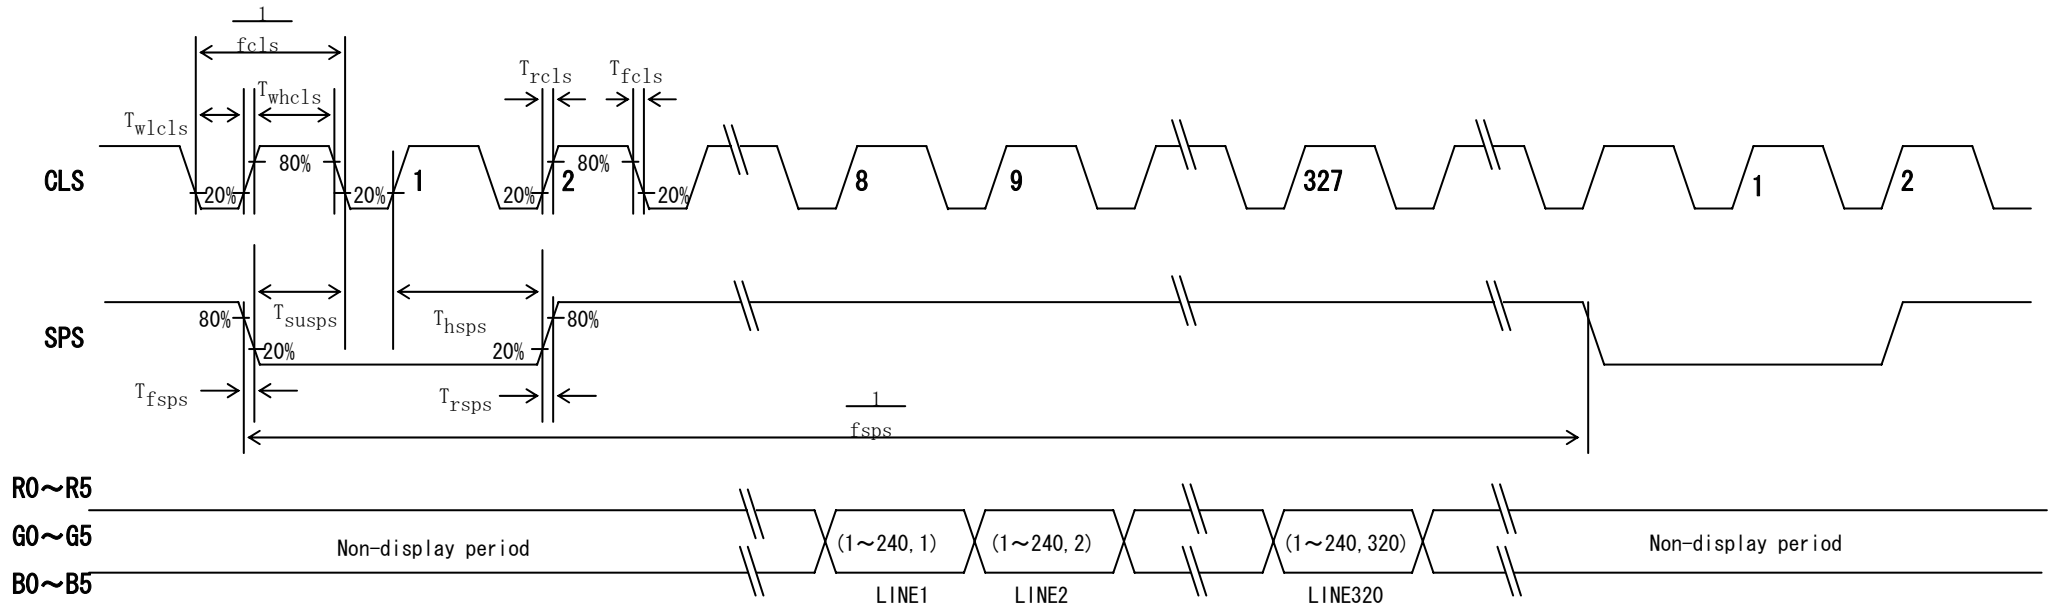 1
fcls
Trcls Tfcls
Twhcls
Twlcls
CLS
20% 80% 20% 1 20% 2 80% 20% 8 9 327 1 2
SPS
80% Tsusps Thsps 80%
20% 20%
Tfsps Trsps
1
fsps
R0～R5
G0～G5
B0～B5
Non-display period (1～240,1) (1～240,2) (1～240,320) Non-display period
LINE1 LINE2 LINE320